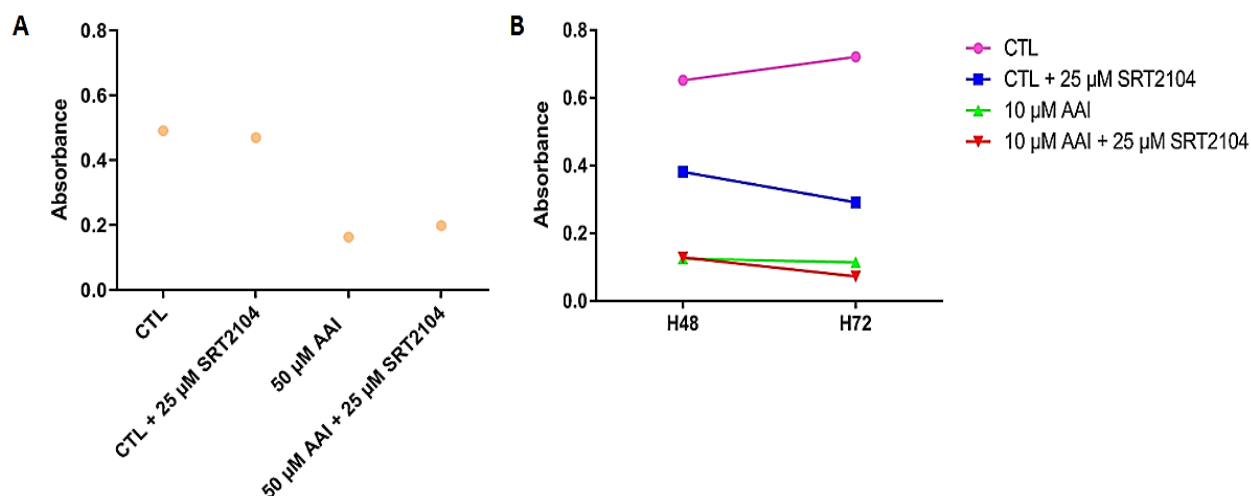 A
Absorbance
0.8
0.6
0.4
0.2
0.0
CTL
CTL + 25 µM SRT2104
50 µM AAI
50 µM AAI + 25 µM SRT2104
B
Absorbance
0.8
0.6
0.4
0.2
0.0
H48
H72
CTL
CTL + 25 µM SRT2104
10 µM AAI
10 µM AAI + 25 µM SRT2104